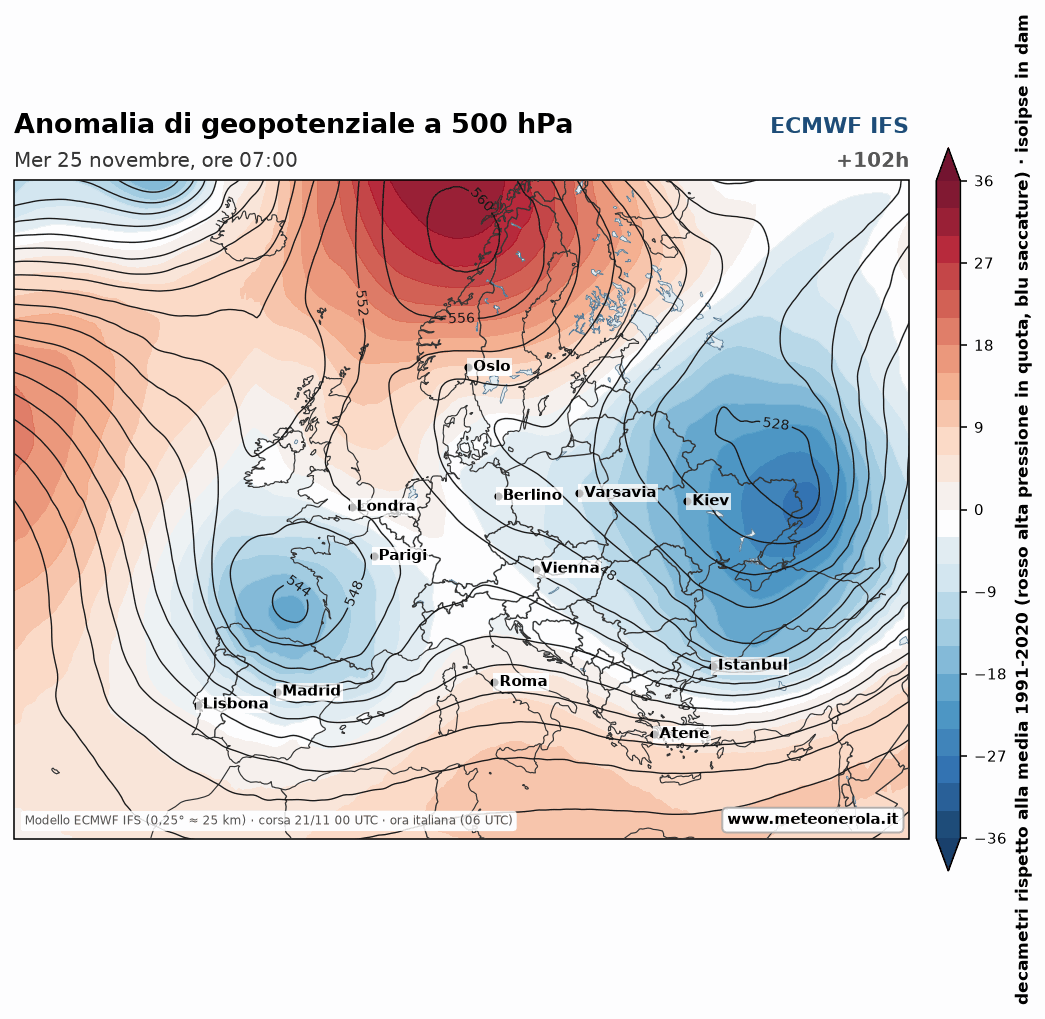 Anomalia di geopotenziale a 500 hPa
ECMWF IFS
Mer 25 novembre, ore 07:00
+102h
560
552
556
Oslo
528
Londra
Berlino
Varsavia
Kiev
Parigi
Vienna
48
544
548
Istanbul
Roma
Madrid
Lisbona
Atene
Modello ECMWF IFS (0,25° ≈ 25 km) · corsa 21/11 00 UTC · ora italiana (06 UTC)
www.meteonerola.it
36
27
18
9
0
−9
−18
−27
−36
decametri rispetto alla media 1991-2020 (rosso alta pressione in quota, blu saccature) · isoipse in dam